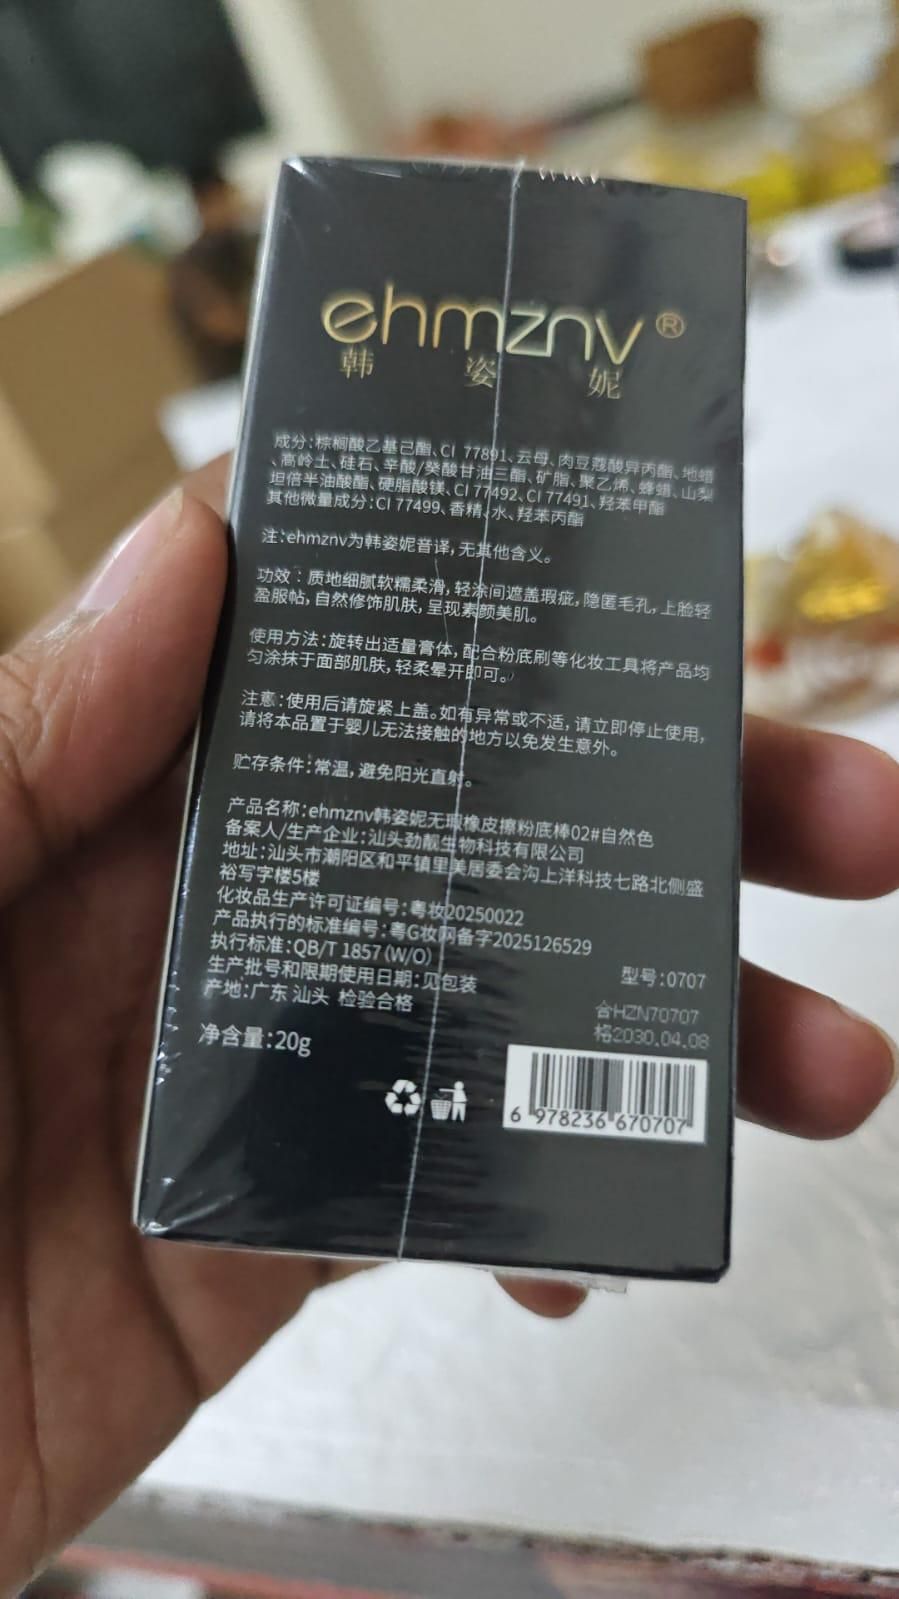 ehmznv®
韩姿妮
成分:棕榈酸乙基己酯、CI 77891、云母、肉豆蔻酸异丙酯、地蜡
、高岭土、硅石、辛酸/癸酸甘油三酯、矿脂、聚乙烯、蜂蜡、山梨
坦倍半油酸酯、硬脂酸镁、CI 77492、CI 77491、羟苯甲酯
其他微量成分:CI 77499、香精、水、羟苯丙酯
注:ehmznv为韩姿妮音译,无其他含义。
功效：质地细腻软糯柔滑,轻涂间遮盖瑕疵,隐匿毛孔,上脸轻
盈服帖,自然修饰肌肤,呈现素颜美肌。
使用方法:旋转出适量膏体,配合粉底刷等化妆工具将产品均
匀涂抹于面部肌肤,轻柔晕开即可。
注意:使用后请旋紧上盖。如有异常或不适,请立即停止使用,
请将本品置于婴儿无法接触的地方以免发生意外。
贮存条件:常温,避免阳光直射。
产品名称:ehmznv韩姿妮无瑕橡皮擦粉底棒02#自然色
备案人/生产企业:汕头劲靓生物科技有限公司
地址:汕头市潮阳区和平镇里美居委会沟上洋科技七路北侧盛
裕写字楼5楼
化妆品生产许可证编号:粤妆20250022
产品执行的标准编号:粤G妆网备字2025126529
执行标准:QB/T 1857(W/O)
生产批号和限期使用日期:见包装
产地:广东 汕头 检验合格
型号:0707
合HZN70707
格2030.04.08
净含量:20g
6 978236 670707